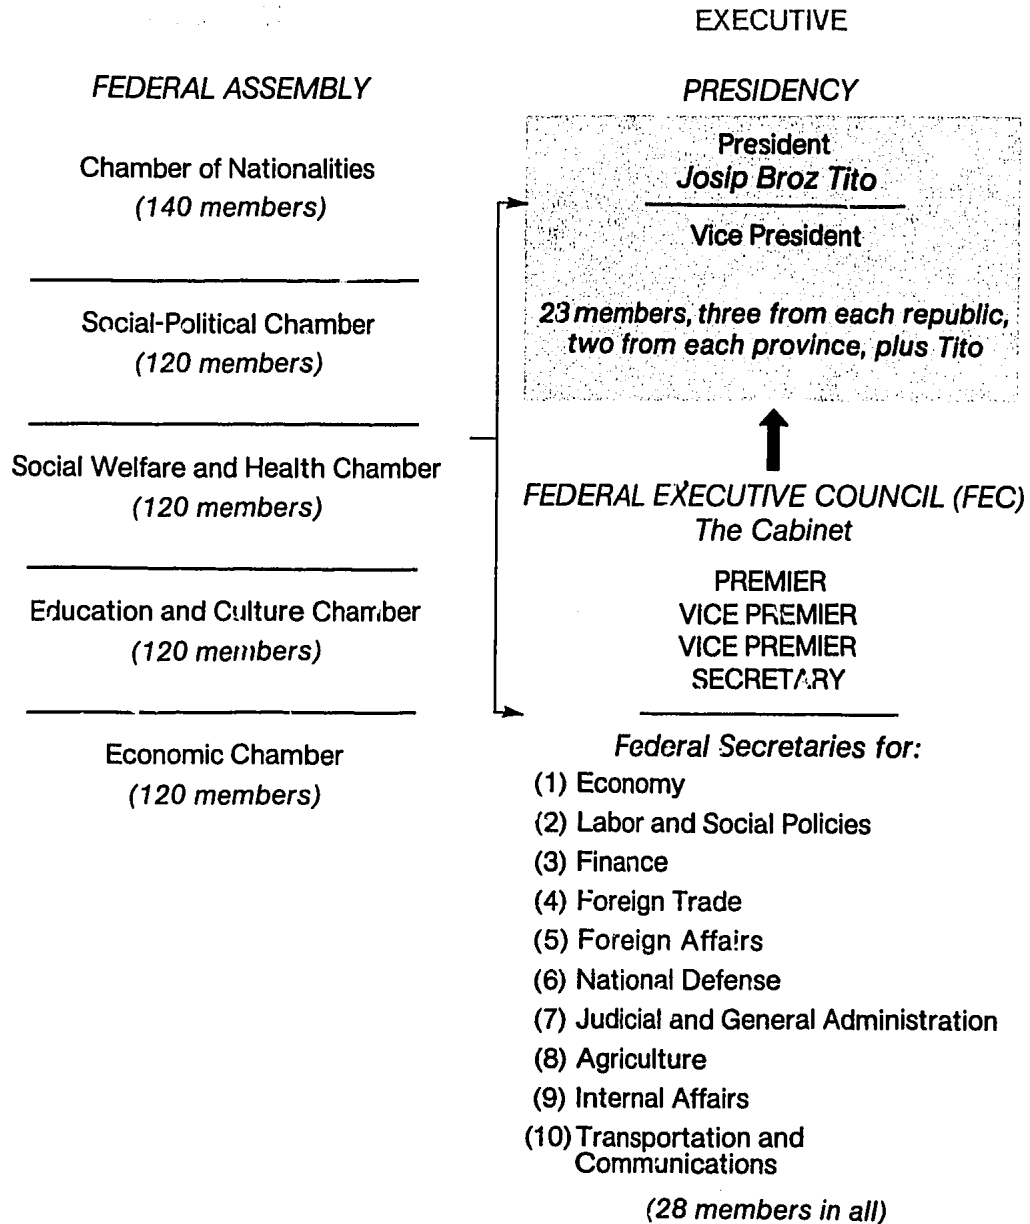 FEDERAL ASSEMBLY
Chamber of Nationalities
(140 members)
Social-Political Chamber
(120 members)
Social Welfare and Health Chamber
(120 members)
Education and Culture Chamber
(120 members)
Economic Chamber
(120 members)
EXECUTIVE
PRESIDENCY
President
Josip Broz Tito
Vice President
23 members, three from each republic,
two from each province, plus Tito
FEDERAL EXECUTIVE COUNCIL (FEC)
The Cabinet
PREMIER
VICE PREMIER
VICE PREMIER
SECRETARY
Federal Secretaries for:
(1) Economy
(2) Labor and Social Policies
(3) Finance
(4) Foreign Trade
(5) Foreign Affairs
(6) National Defense
(7) Judicial and General Administration
(8) Agriculture
(9) Internal Affairs
(10) Transportation and
Communications
(28 members in all)